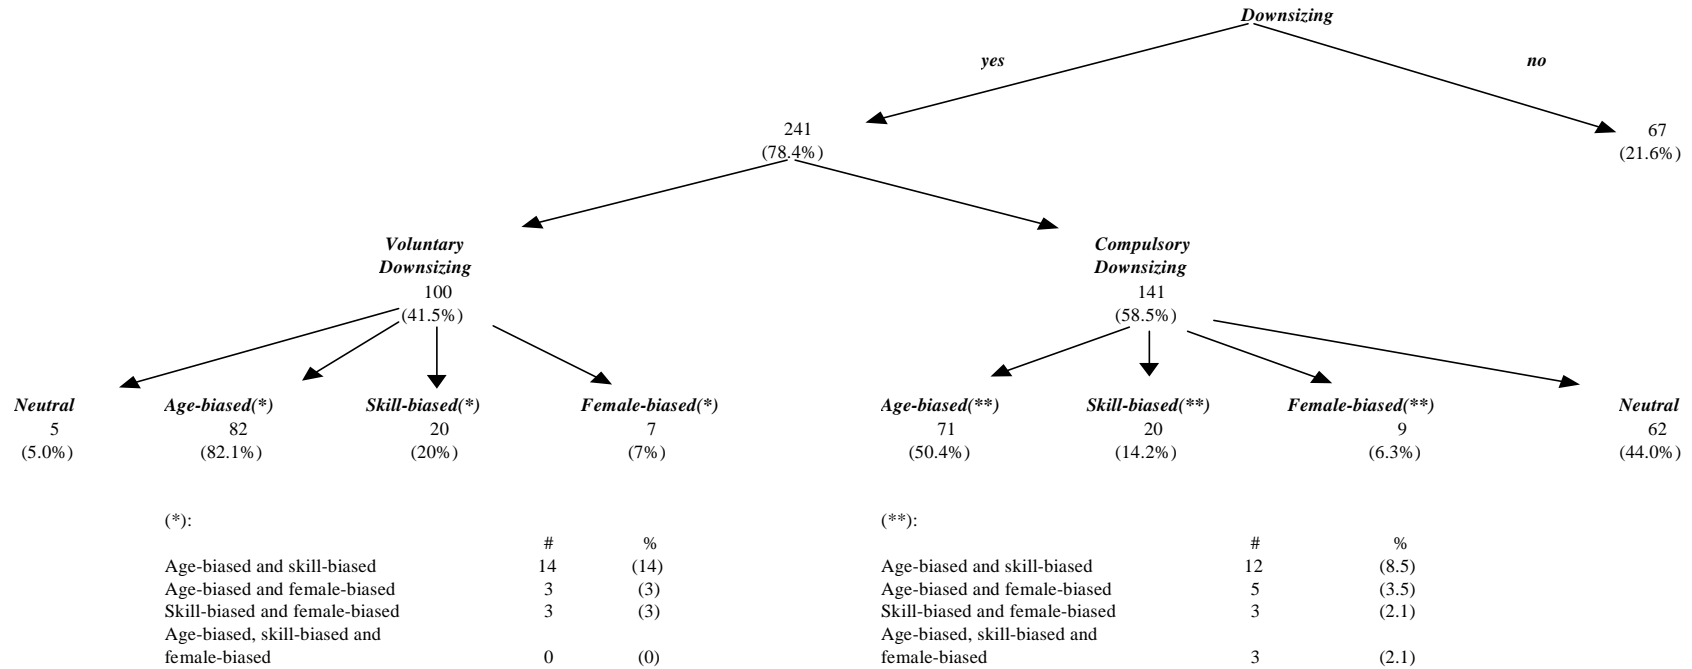 Downsizing
yes no
241 67
(78.4%) (21.6%)
Voluntary Compulsory
Downsizing Downsizing
100 141
(41.5%) (58.5%)
Neutral Age-biased(*) Skill-biased(*) Female-biased(*) Age-biased(**) Skill-biased(**) Female-biased(**) Neutral
5 82 20 7 71 20 9 62
(5.0%) (82.1%) (20%) (7%) (50.4%) (14.2%) (6.3%) (44.0%)
(*):
# %
Age-biased and skill-biased 14 (14)
Age-biased and female-biased 3 (3)
Skill-biased and female-biased 3 (3)
Age-biased, skill-biased and
female-biased 0 (0)
(**):
# %
Age-biased and skill-biased 12 (8.5)
Age-biased and female-biased 5 (3.5)
Skill-biased and female-biased 3 (2.1)
Age-biased, skill-biased and
female-biased 3 (2.1)